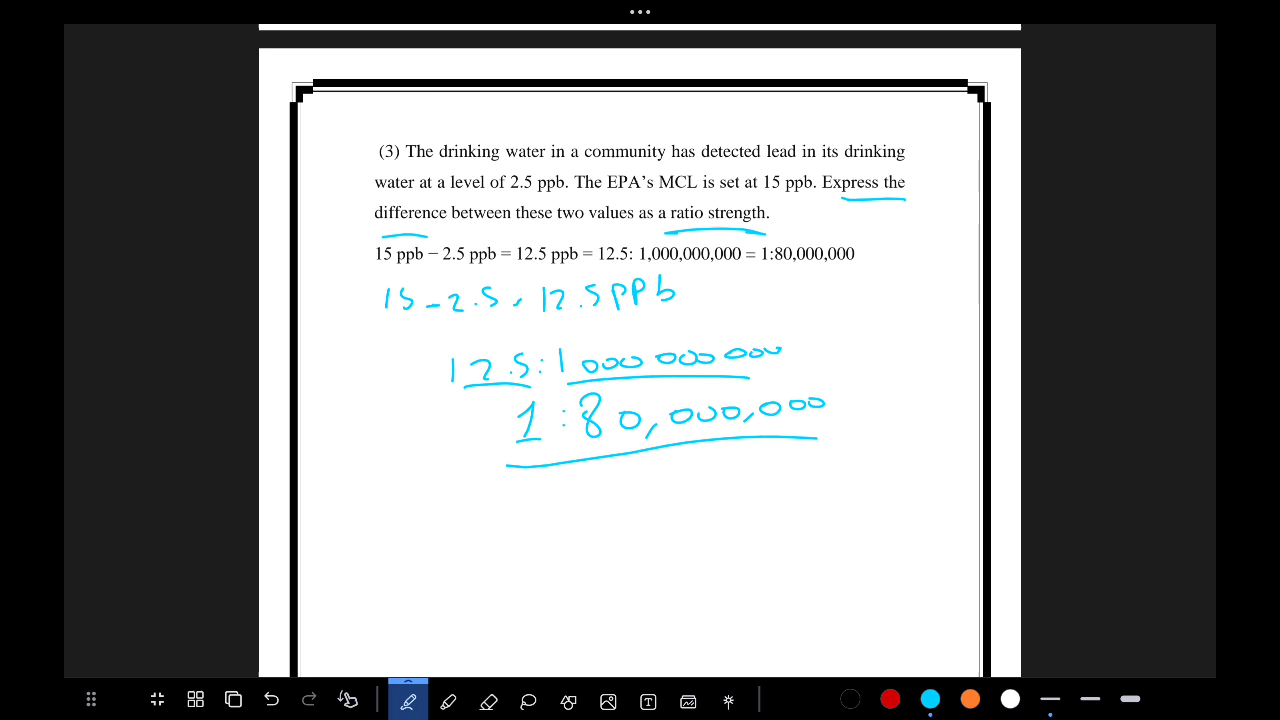 (3) The drinking water in a community has detected lead in its drinking
water at a level of 2.5 ppb. The EPA's MCL is set at 15 ppb. Express the
difference between these two values as a ratio strength.
15 ppb − 2.5 ppb = 12.5 ppb = 12.5: 1,000,000,000 = 1:80,000,000
15 - 2.5 = 12.5 ppb
12.5 : 1 000 000 000
1 : 80,000,000